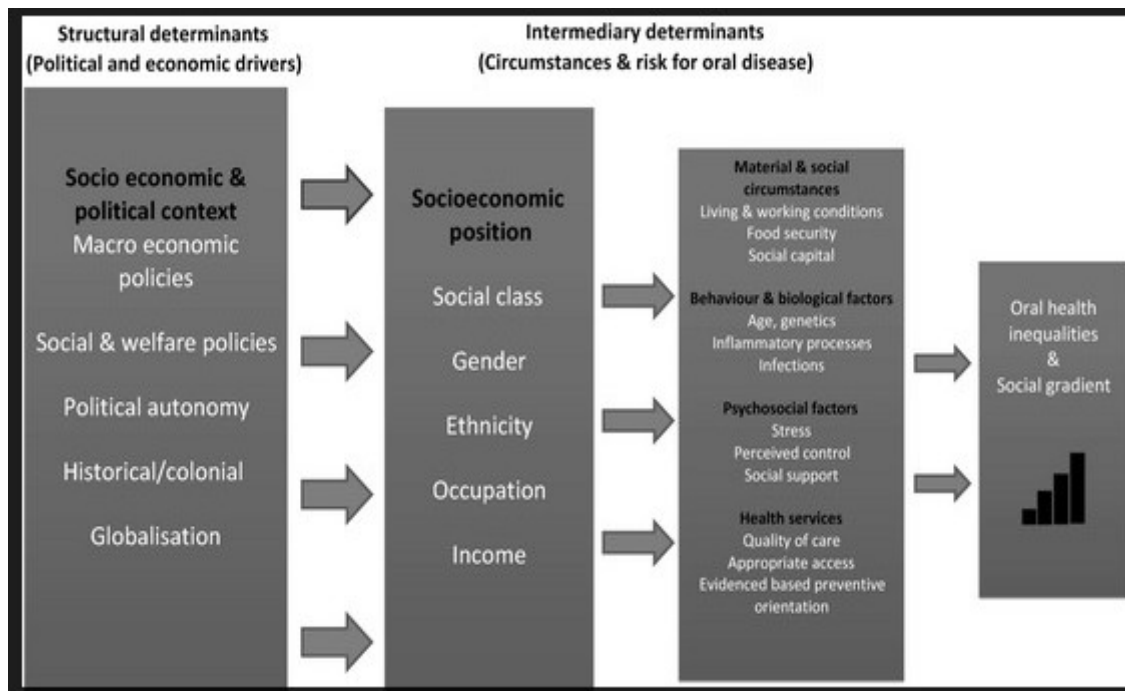 Structural determinants
(Political and economic drivers)
Intermediary determinants
(Circumstances & risk for oral disease)
Socio economic &
political context
Macro economic
policies
Social & welfare policies
Political autonomy
Historical/colonial
Globalisation
Socioeconomic
position
Social class
Gender
Ethnicity
Occupation
Income
Material & social
circumstances
Living & working conditions
Food security
Social capital
Behaviour & biological factors
Age, genetics
Inflammatory processes
Infections
Psychosocial factors
Stress
Perceived control
Social support
Health services
Quality of care
Appropriate access
Evidenced based preventive
orientation
Oral health
inequalities
&
Social gradient